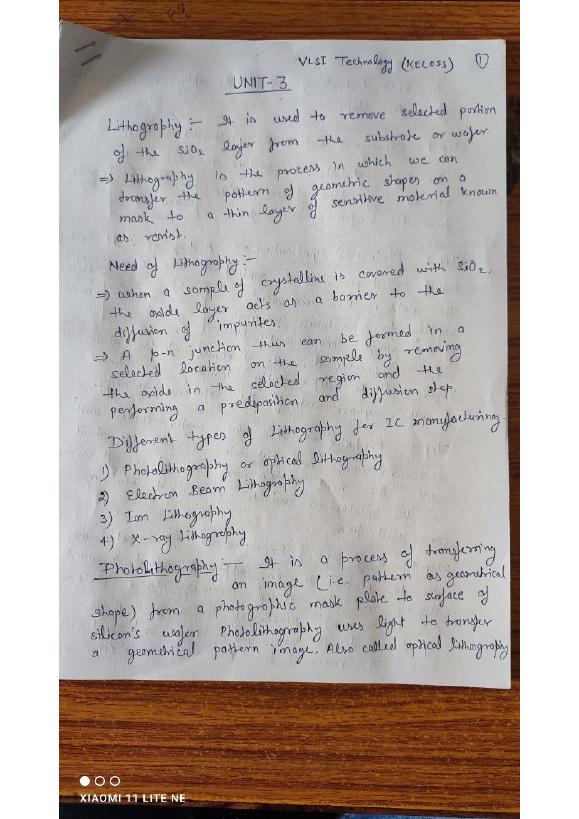 VLSI Technology (KEC055) 1
UNIT-3
Lithography :- It is used to remove selected portion
of the SiO2 layer from the substrate or wafer.
=> Lithography is the process in which we can
transfer the pattern of geometric shapes on a
mask to a thin layer of sensitive material known
as resist.
Need of Lithography :-
=> when a sample of crystalline is covered with SiO2,
the oxide layer acts as a barrier to the
diffusion of impurites.
=> A p-n junction thus can be formed in a
selected location on the sample by removing
the oxide in the selected region and the
performing a predeposition and diffusion step.
Different types of Lithography for IC manufacturing-
1) Photolithography or optical lithography
2) Electron Beam Lithography
3) Ion Lithography
4) X-ray Lithography
Photolithography :- It is a process of transferring
an image (i.e. pattern as geometrical
shape) from a photographic mask plate to surface of
silicon's wafer. Photolithography uses light to transfer
a geometrical pattern image. Also called optical lithography
XIAOMI 11 LITE NE